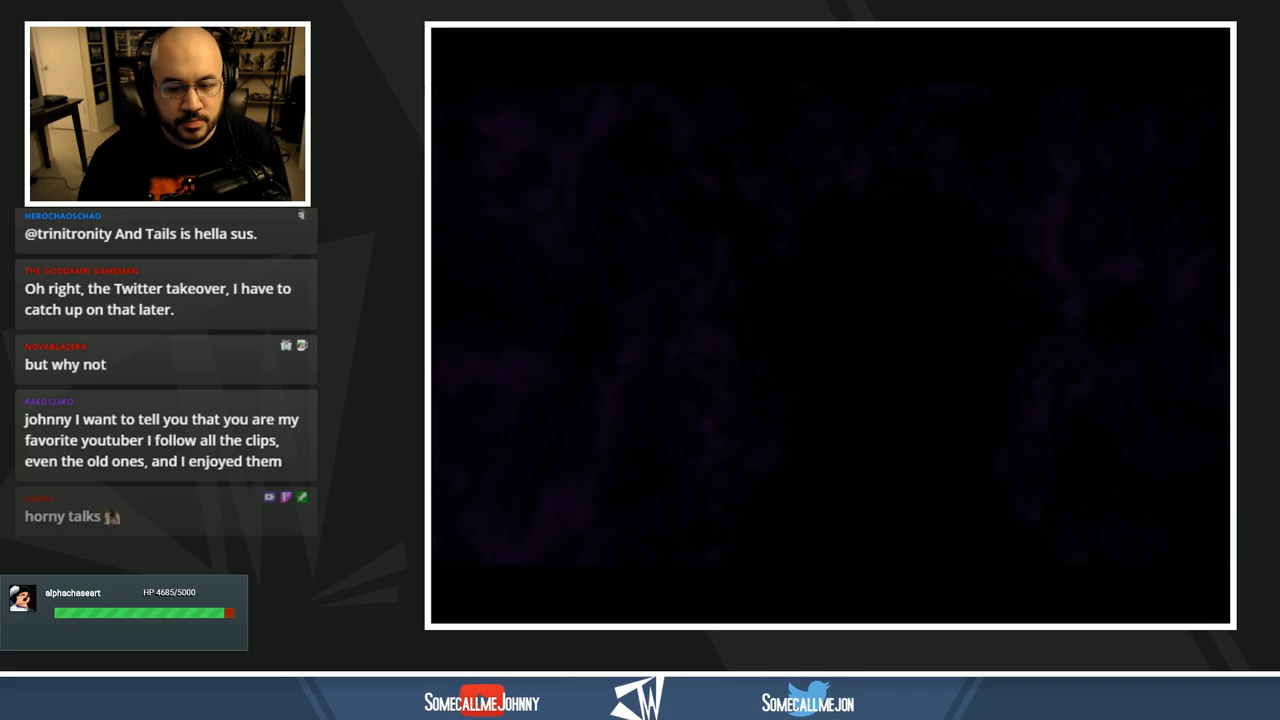 HEROCHAOSCHAO
@trinitronity And Tails is hella sus.
THE GODDAMN GAMEMAN
Oh right, the Twitter takeover, I have to
catch up on that later.
NOVABLAZERX
but why not
RAED123KO
johnny I want to tell you that you are my
favorite youtuber I follow all the clips,
even the old ones, and I enjoyed them
horny talks
alphachaseart HP 4685/5000
SOMECALLMEJOHNNY
SOMECALLMEJON